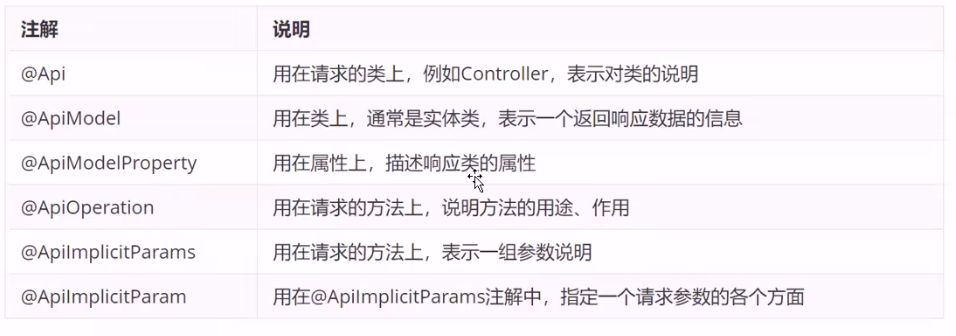 注解 说明
@Api 用在请求的类上，例如Controller，表示对类的说明
@ApiModel 用在类上，通常是实体类，表示一个返回响应数据的信息
@ApiModelProperty 用在属性上，描述响应类的属性
@ApiOperation 用在请求的方法上，说明方法的用途、作用
@ApiImplicitParams 用在请求的方法上，表示一组参数说明
@ApiImplicitParam 用在@ApiImplicitParams注解中，指定一个请求参数的各个方面